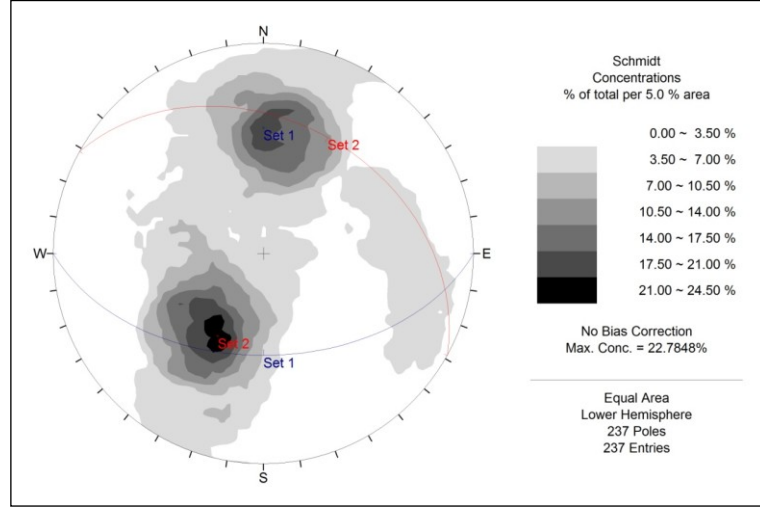 N
Set 1
Set 2
W
E
Set 2
Set 1
S
Schmidt
Concentrations
% of total per 5.0 % area
0.00 ~ 3.50 %
3.50 ~ 7.00 %
7.00 ~ 10.50 %
10.50 ~ 14.00 %
14.00 ~ 17.50 %
17.50 ~ 21.00 %
21.00 ~ 24.50 %
No Bias Correction
Max. Conc. = 22.7848%
Equal Area
Lower Hemisphere
237 Poles
237 Entries